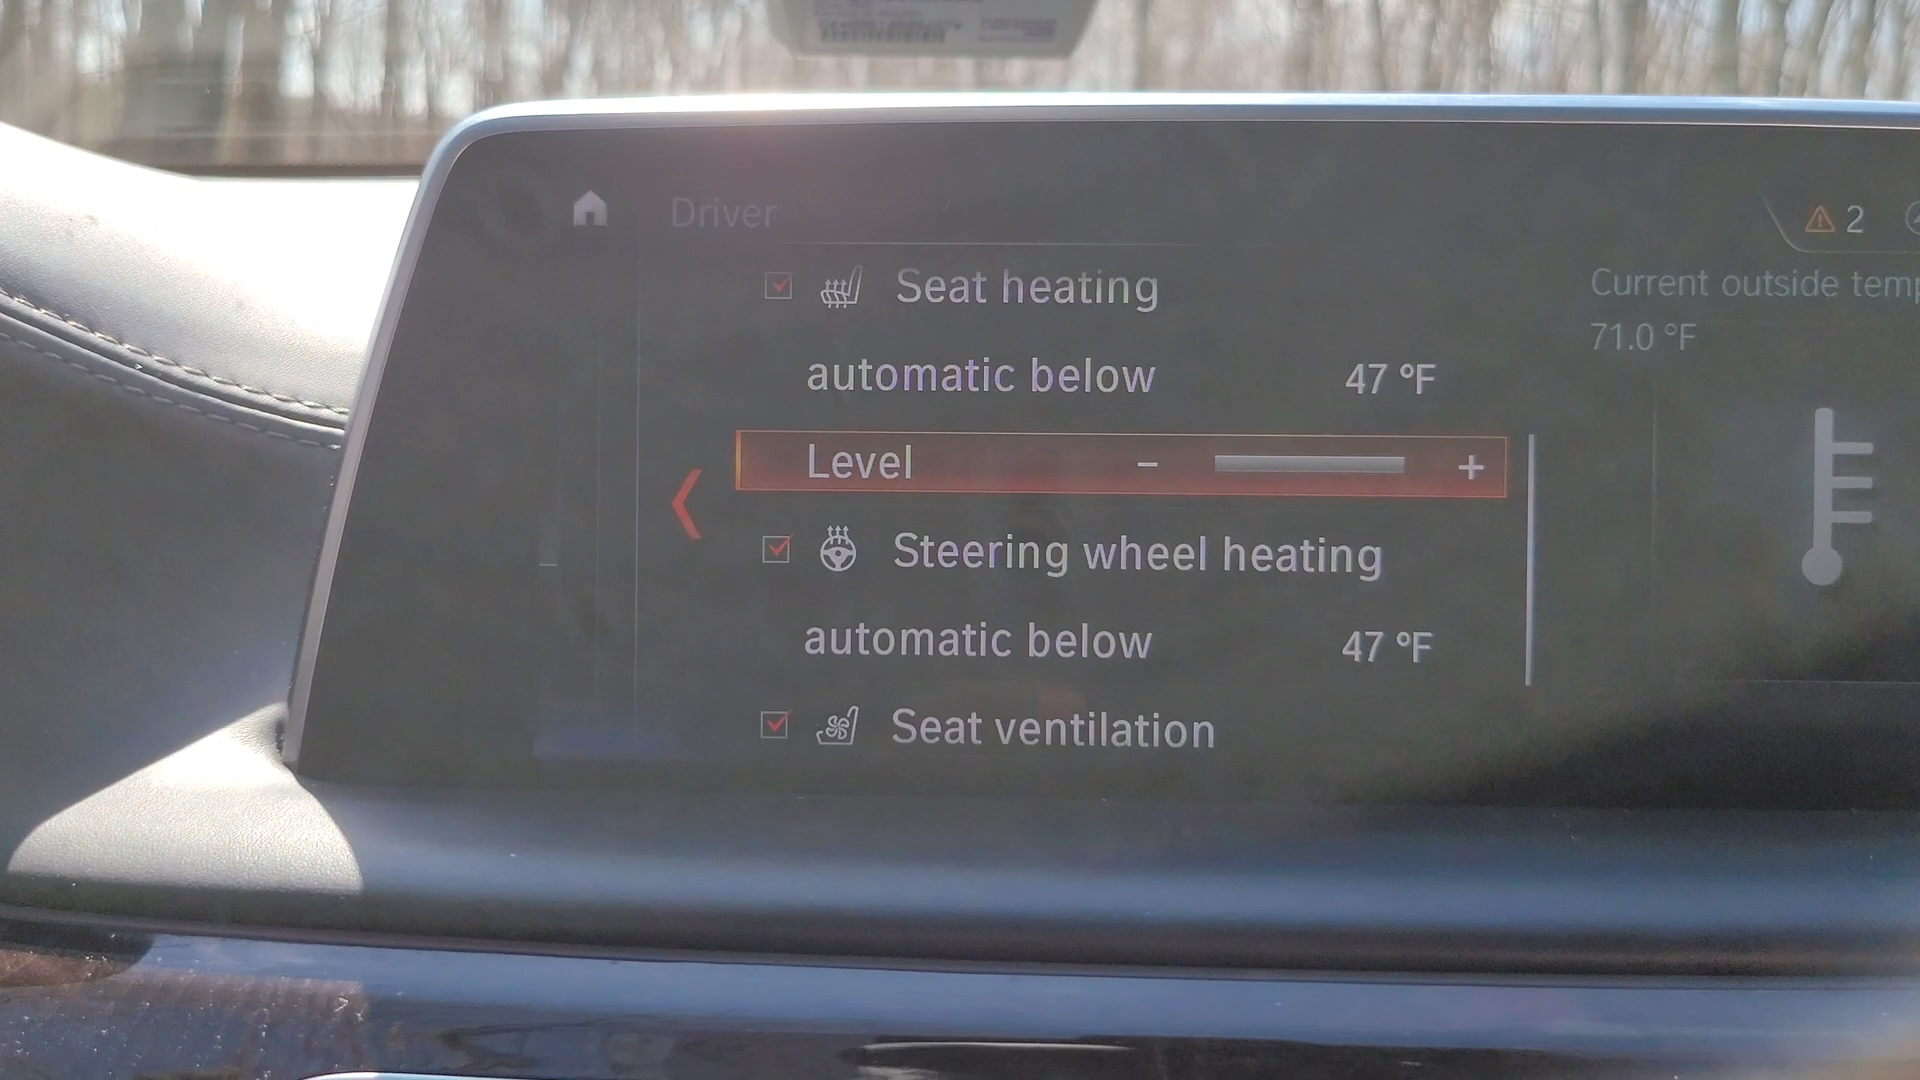 Driver
2
Seat heating
Current outside temp
71.0 °F
automatic below 47 °F
Level - +
Steering wheel heating
automatic below 47 °F
Seat ventilation